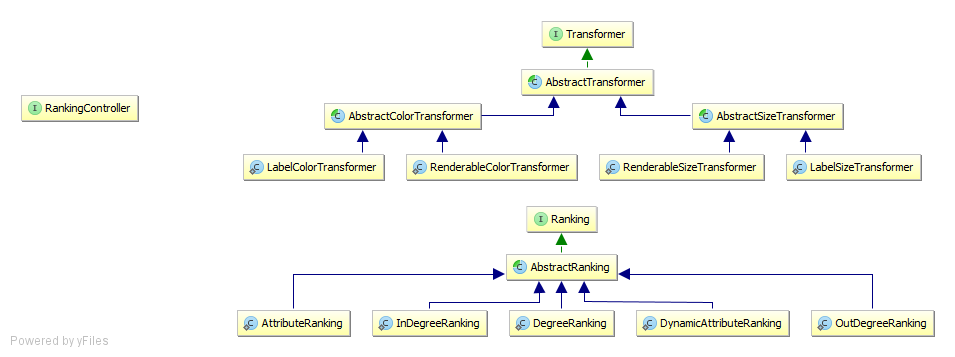 I Transformer
C AbstractTransformer
I RankingController
C AbstractColorTransformer
C AbstractSizeTransformer
C LabelColorTransformer
C RenderableColorTransformer
C RenderableSizeTransformer
C LabelSizeTransformer
I Ranking
C AbstractRanking
C AttributeRanking
C InDegreeRanking
C DegreeRanking
C DynamicAttributeRanking
C OutDegreeRanking
Powered by yFiles